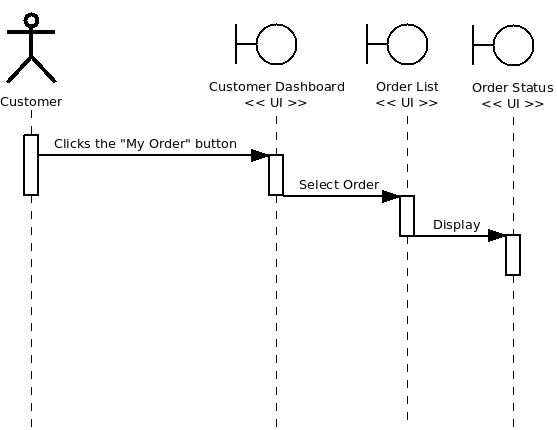 Customer
Customer Dashboard
<< UI >>
Order List
<< UI >>
Order Status
<< UI >>
Clicks the "My Order" button
Select Order
Display